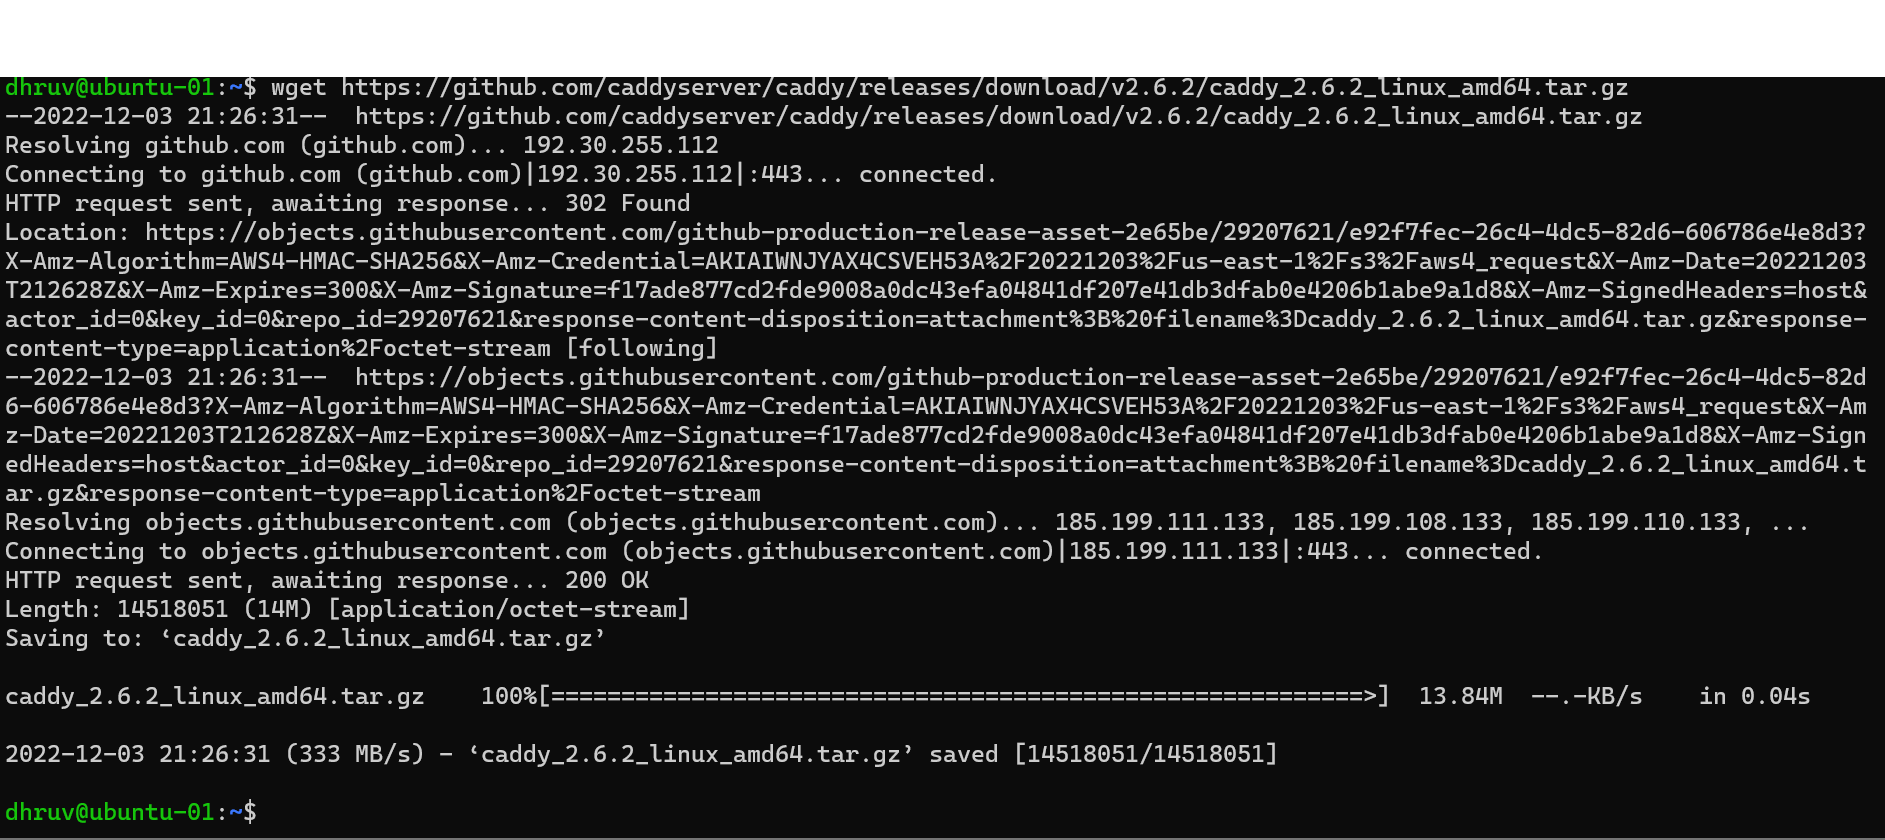 dhruv@ubuntu-01:~$ wget https://github.com/caddyserver/caddy/releases/download/v2.6.2/caddy_2.6.2_linux_amd64.tar.gz
--2022-12-03 21:26:31--  https://github.com/caddyserver/caddy/releases/download/v2.6.2/caddy_2.6.2_linux_amd64.tar.gz
Resolving github.com (github.com)... 192.30.255.112
Connecting to github.com (github.com)|192.30.255.112|:443... connected.
HTTP request sent, awaiting response... 302 Found
Location: https://objects.githubusercontent.com/github-production-release-asset-2e65be/29207621/e92f7fec-26c4-4dc5-82d6-606786e4e8d3?
X-Amz-Algorithm=AWS4-HMAC-SHA256&X-Amz-Credential=AKIAIWNJYAX4CSVEH53A%2F20221203%2Fus-east-1%2Fs3%2Faws4_request&X-Amz-Date=20221203
T212628Z&X-Amz-Expires=300&X-Amz-Signature=f17ade877cd2fde9008a0dc43efa04841df207e41db3dfab0e4206b1abe9a1d8&X-Amz-SignedHeaders=host&
actor_id=0&key_id=0&repo_id=29207621&response-content-disposition=attachment%3B%20filename%3Dcaddy_2.6.2_linux_amd64.tar.gz&response-
content-type=application%2Foctet-stream [following]
--2022-12-03 21:26:31--  https://objects.githubusercontent.com/github-production-release-asset-2e65be/29207621/e92f7fec-26c4-4dc5-82d
6-606786e4e8d3?X-Amz-Algorithm=AWS4-HMAC-SHA256&X-Amz-Credential=AKIAIWNJYAX4CSVEH53A%2F20221203%2Fus-east-1%2Fs3%2Faws4_request&X-Am
z-Date=20221203T212628Z&X-Amz-Expires=300&X-Amz-Signature=f17ade877cd2fde9008a0dc43efa04841df207e41db3dfab0e4206b1abe9a1d8&X-Amz-Sign
edHeaders=host&actor_id=0&key_id=0&repo_id=29207621&response-content-disposition=attachment%3B%20filename%3Dcaddy_2.6.2_linux_amd64.t
ar.gz&response-content-type=application%2Foctet-stream
Resolving objects.githubusercontent.com (objects.githubusercontent.com)... 185.199.111.133, 185.199.108.133, 185.199.110.133, ...
Connecting to objects.githubusercontent.com (objects.githubusercontent.com)|185.199.111.133|:443... connected.
HTTP request sent, awaiting response... 200 OK
Length: 14518051 (14M) [application/octet-stream]
Saving to: ‘caddy_2.6.2_linux_amd64.tar.gz’
caddy_2.6.2_linux_amd64.tar.gz    100%[==========================================================>]  13.84M  --.-KB/s    in 0.04s
2022-12-03 21:26:31 (333 MB/s) - ‘caddy_2.6.2_linux_amd64.tar.gz’ saved [14518051/14518051]
dhruv@ubuntu-01:~$